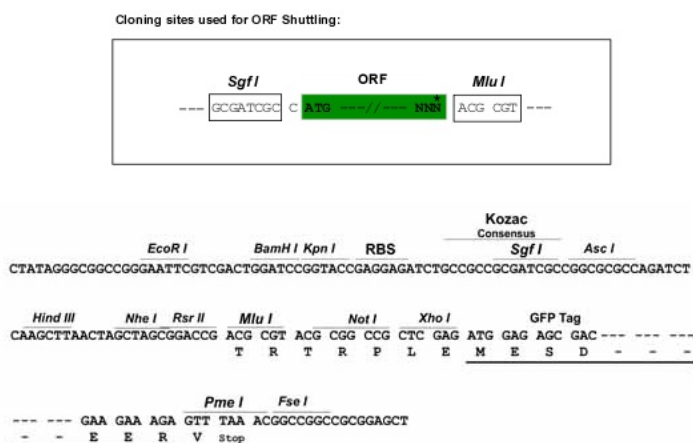 Cloning sites used for ORF Shuttling:
Sgf I ORF Mlu I
--- GCGATCGC C ATG ---//--- NNN* ACG CGT ---
Kozac
Consensus
EcoR I BamH I Kpn I RBS Sgf I Asc I
CTATAGGGCGGCCGGGAATTCGTCGACTGGATCCGGTACCGAGGAGATCTGCCGCCGCGATCGCCGGCGCGCCAGATCT
Hind III Nhe I Rsr II Mlu I Not I Xho I GFP Tag
CAAGCTTAACTAGCTAGCGGACCG ACG CGT ACG CGG CCG CTC GAG ATG GAG AGC GAC--- --- ---
T R T R P L E M E S D - - -
Pme I Fse I
--- --- GAA GAA AGA GTT TAA ACGGCCGGCCGCGGAGCT
- - E E R V Stop